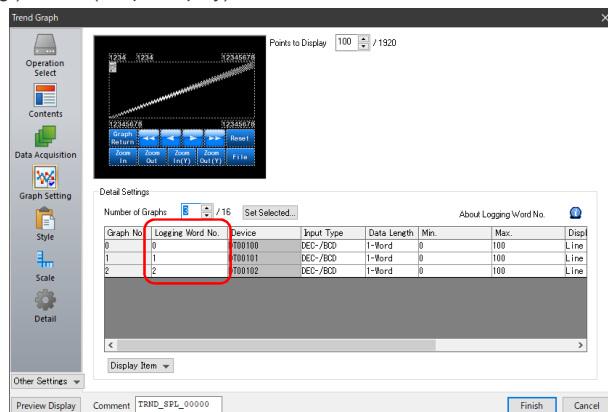 Trend Graph
Operation
Select
Contents
Data Acquisition
Graph Setting
Style
Scale
Detail
Other Settings
Points to Display 100 / 1920
1234 1234 12345678
12345678 12345678
Graph
Return
Reset
Zoom
In
Zoom
Out
Zoom
In(Y)
Zoom
Out(Y)
File
Detail Settings
Number of Graphs 3 / 16 Set Selected... About Logging Word No.
Graph No. Logging Word No. Device Input Type Data Length Min. Max. Displ
0 0 DT00100 DEC-/BCD 1-Word 0 100 Line
1 1 DT00101 DEC-/BCD 1-Word 0 100 Line
2 2 DT00102 DEC-/BCD 1-Word 0 100 Line
Display Item
Preview Display Comment TRND_SPL_00000 Finish Cancel